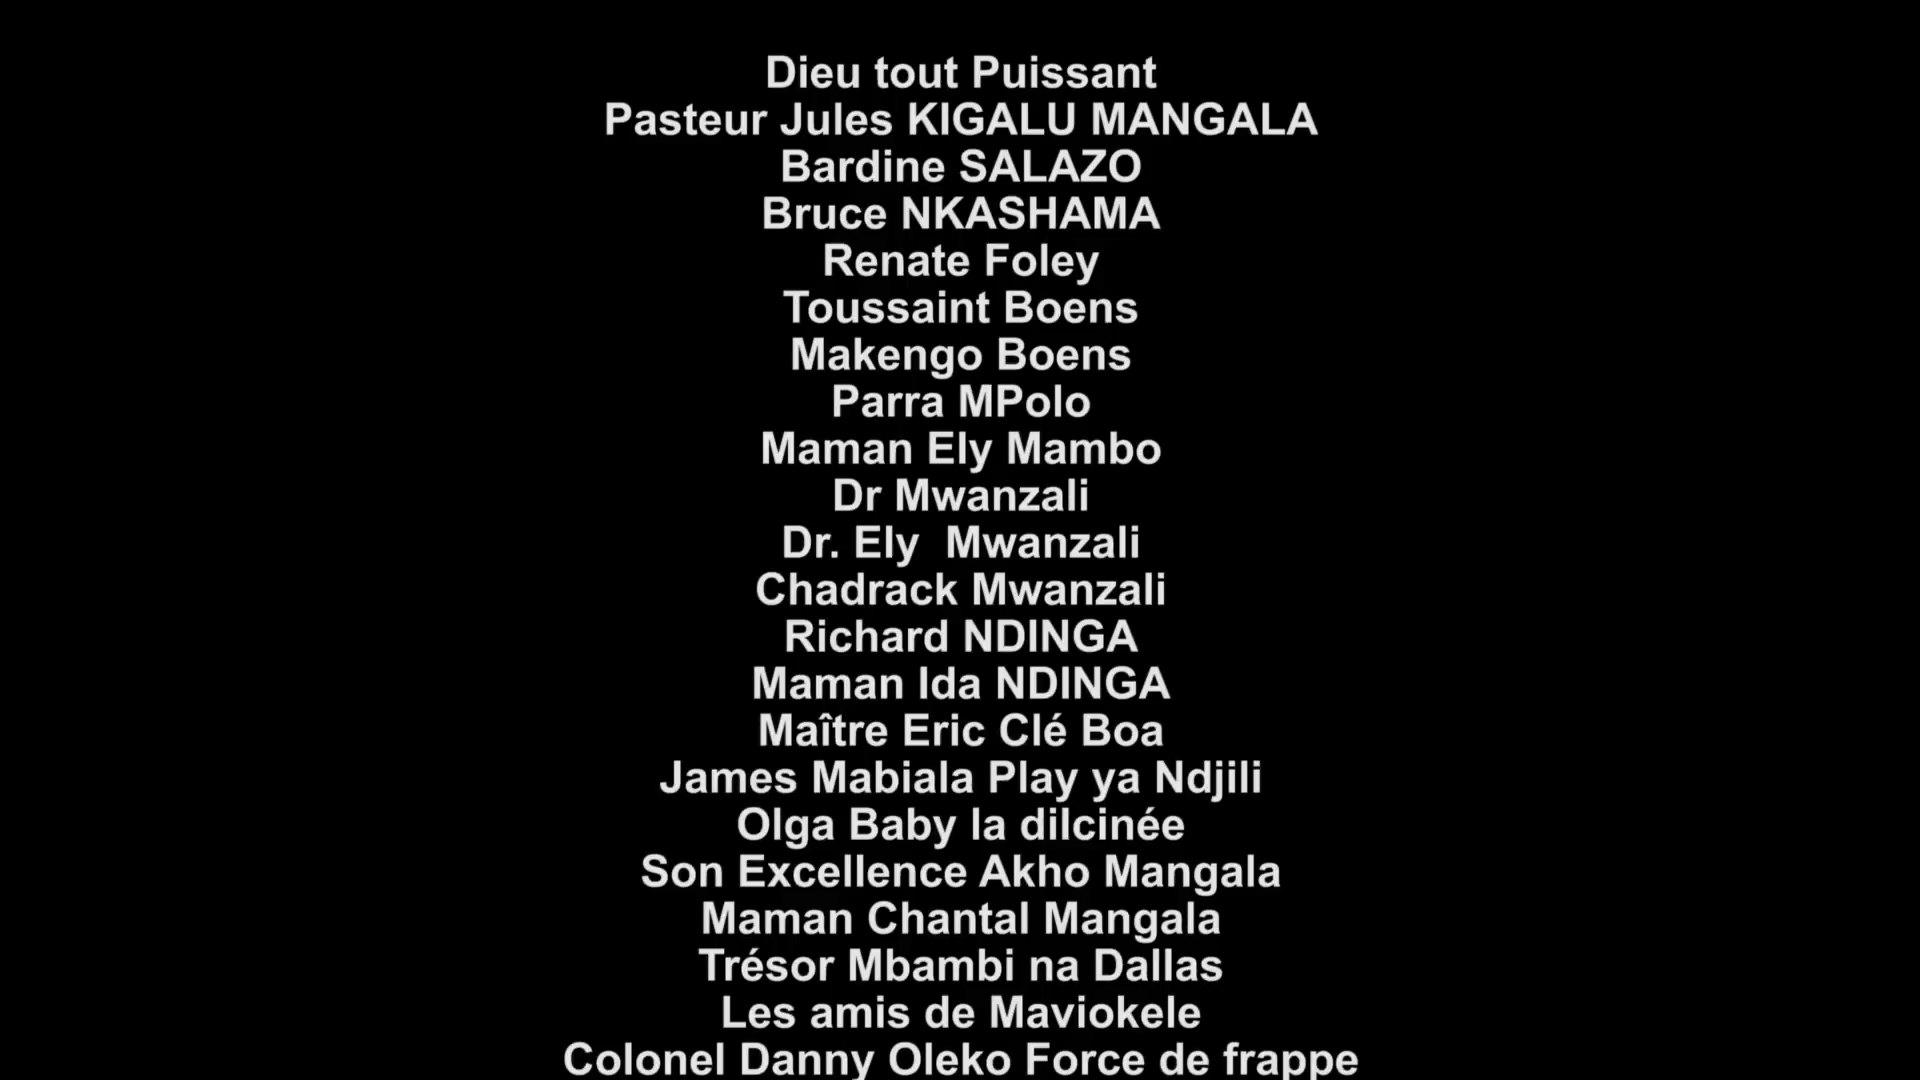 Dieu tout Puissant
Pasteur Jules KIGALU MANGALA
Bardine SALAZO
Bruce NKASHAMA
Renate Foley
Toussaint Boens
Makengo Boens
Parra MPolo
Maman Ely Mambo
Dr Mwanzali
Dr. Ely  Mwanzali
Chadrack Mwanzali
Richard NDINGA
Maman Ida NDINGA
Maître Eric Clé Boa
James Mabiala Play ya Ndjili
Olga Baby la dilcinée
Son Excellence Akho Mangala
Maman Chantal Mangala
Trésor Mbambi na Dallas
Les amis de Maviokele
Colonel Danny Oleko Force de frappe